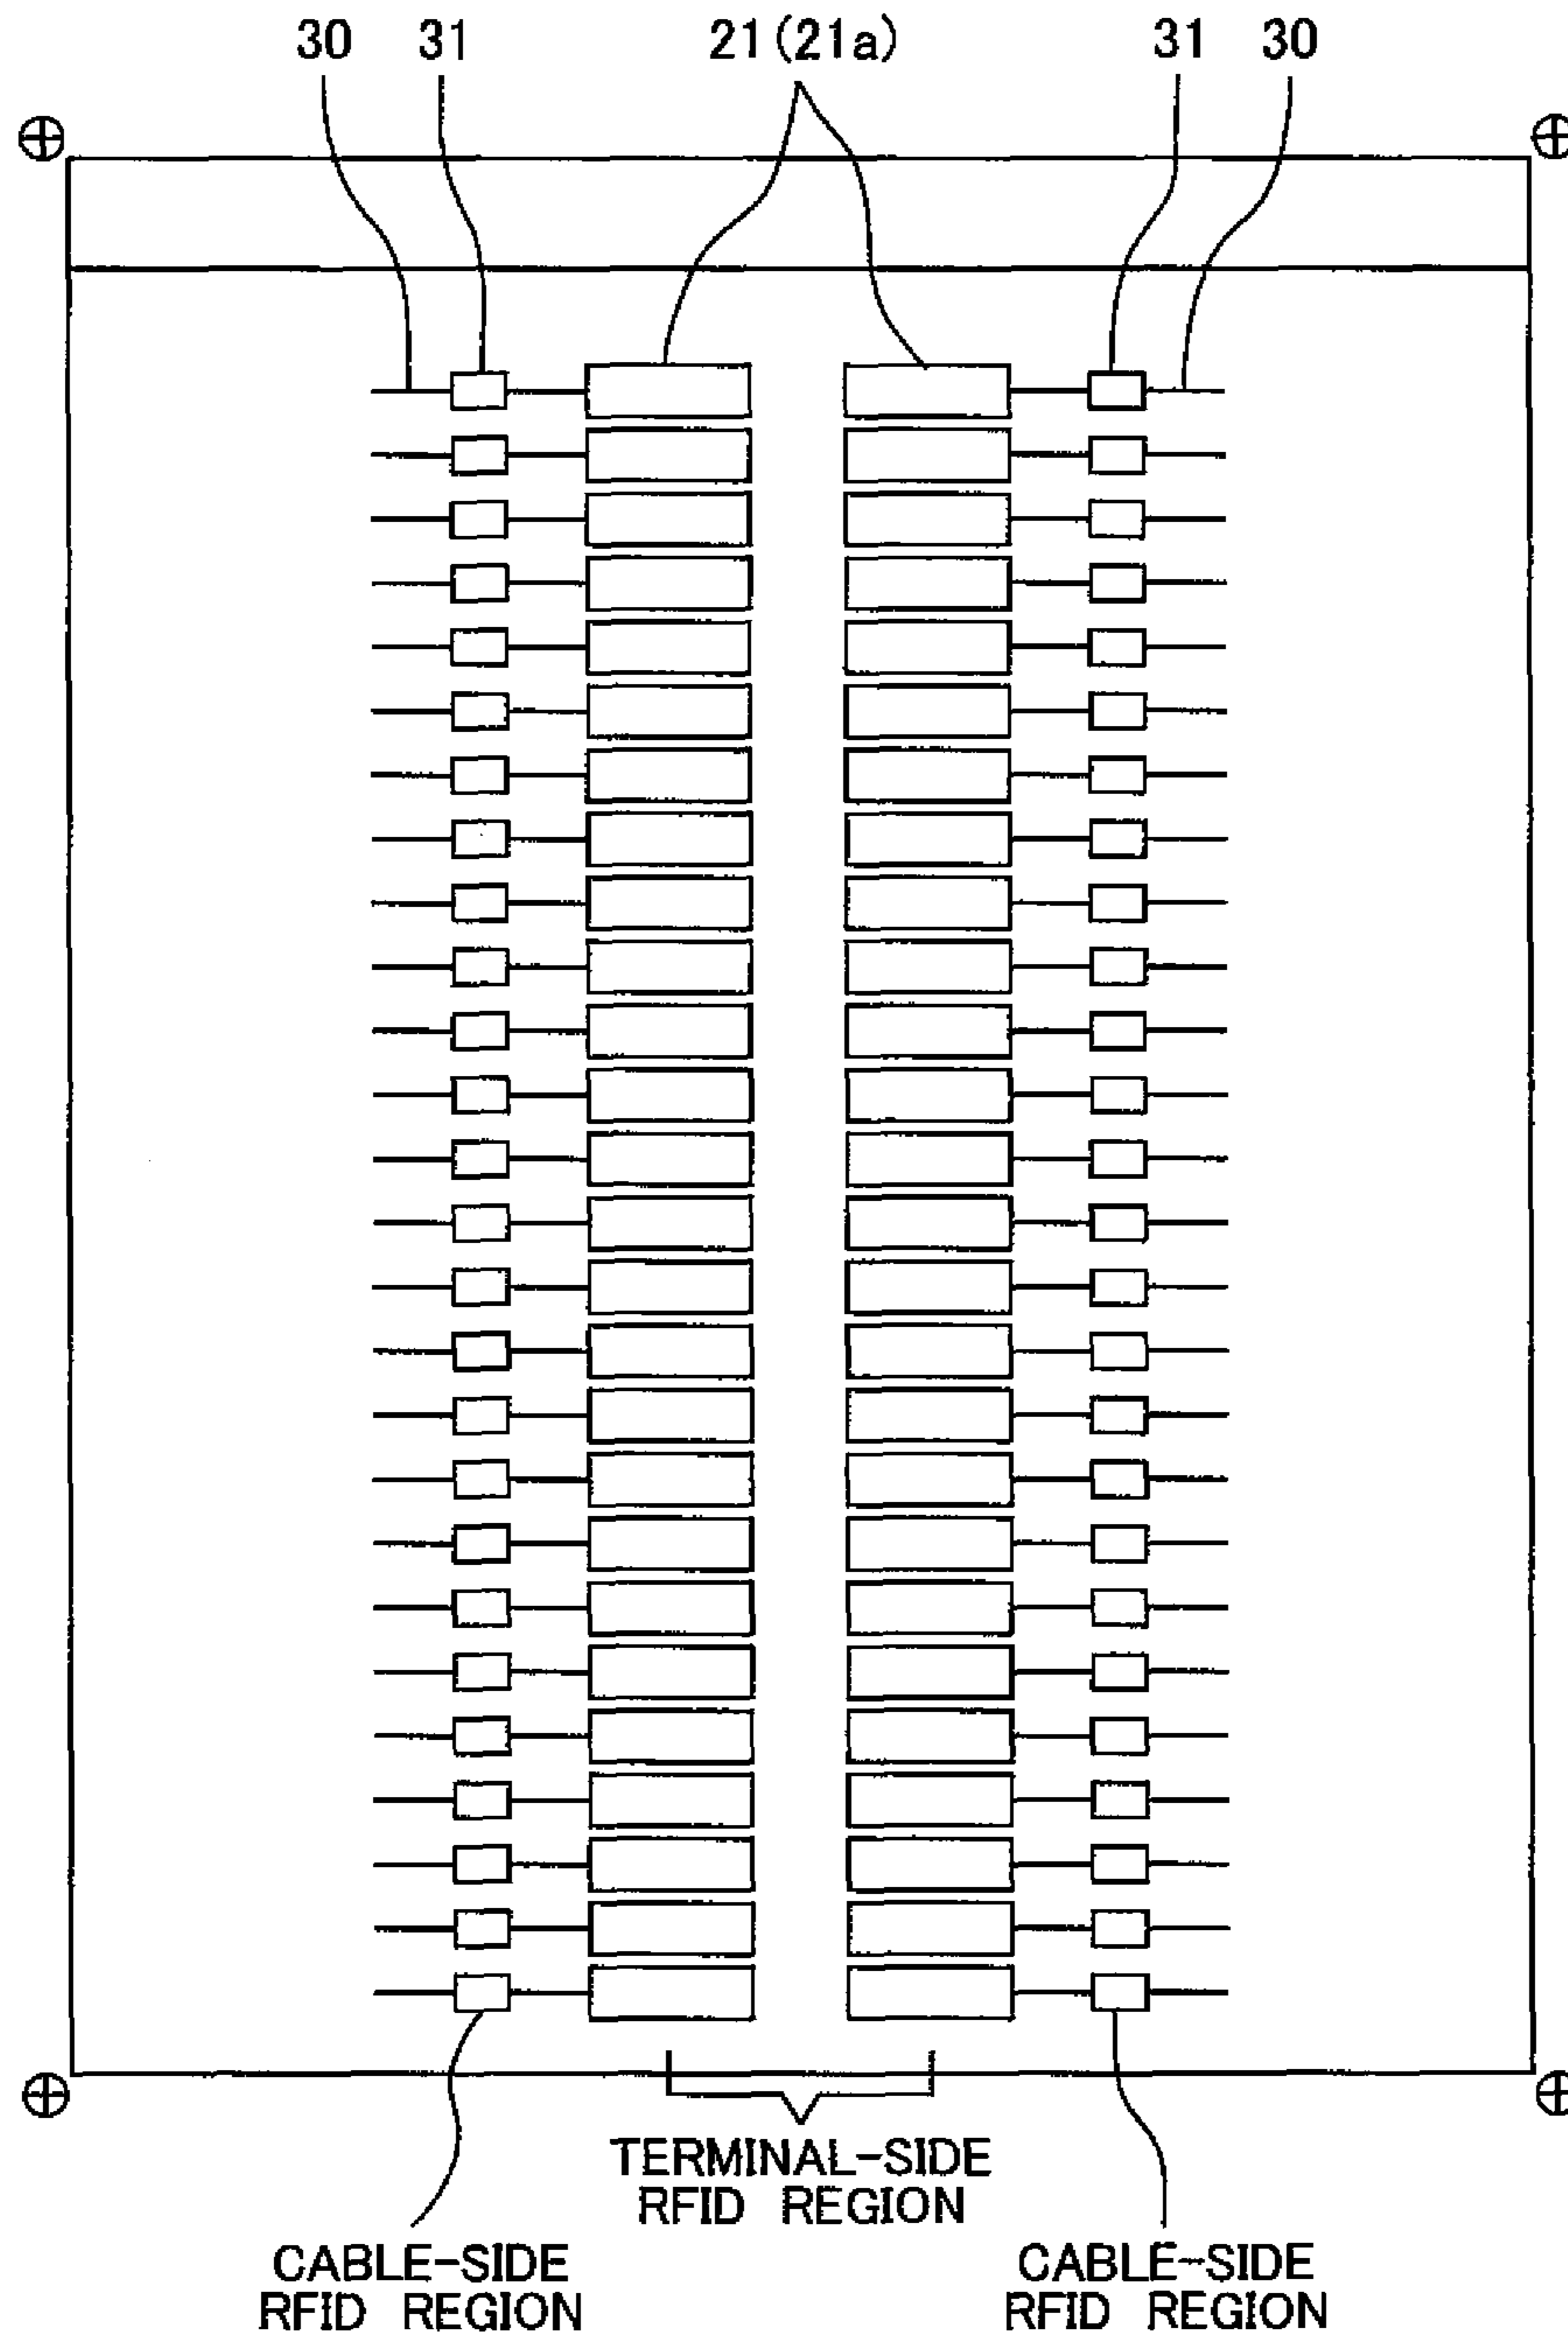 30 31 21(21a) 31 30
TERMINAL-SIDE
RFID REGION
CABLE-SIDE
RFID REGION
CABLE-SIDE
RFID REGION